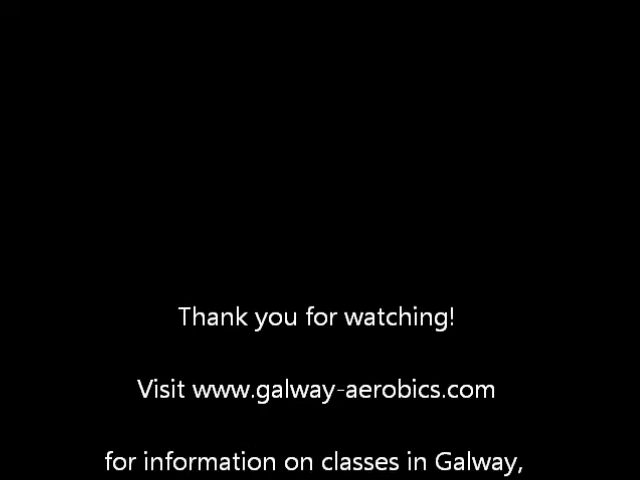 Thank you for watching!
Visit www.galway-aerobics.com
for information on classes in Galway,